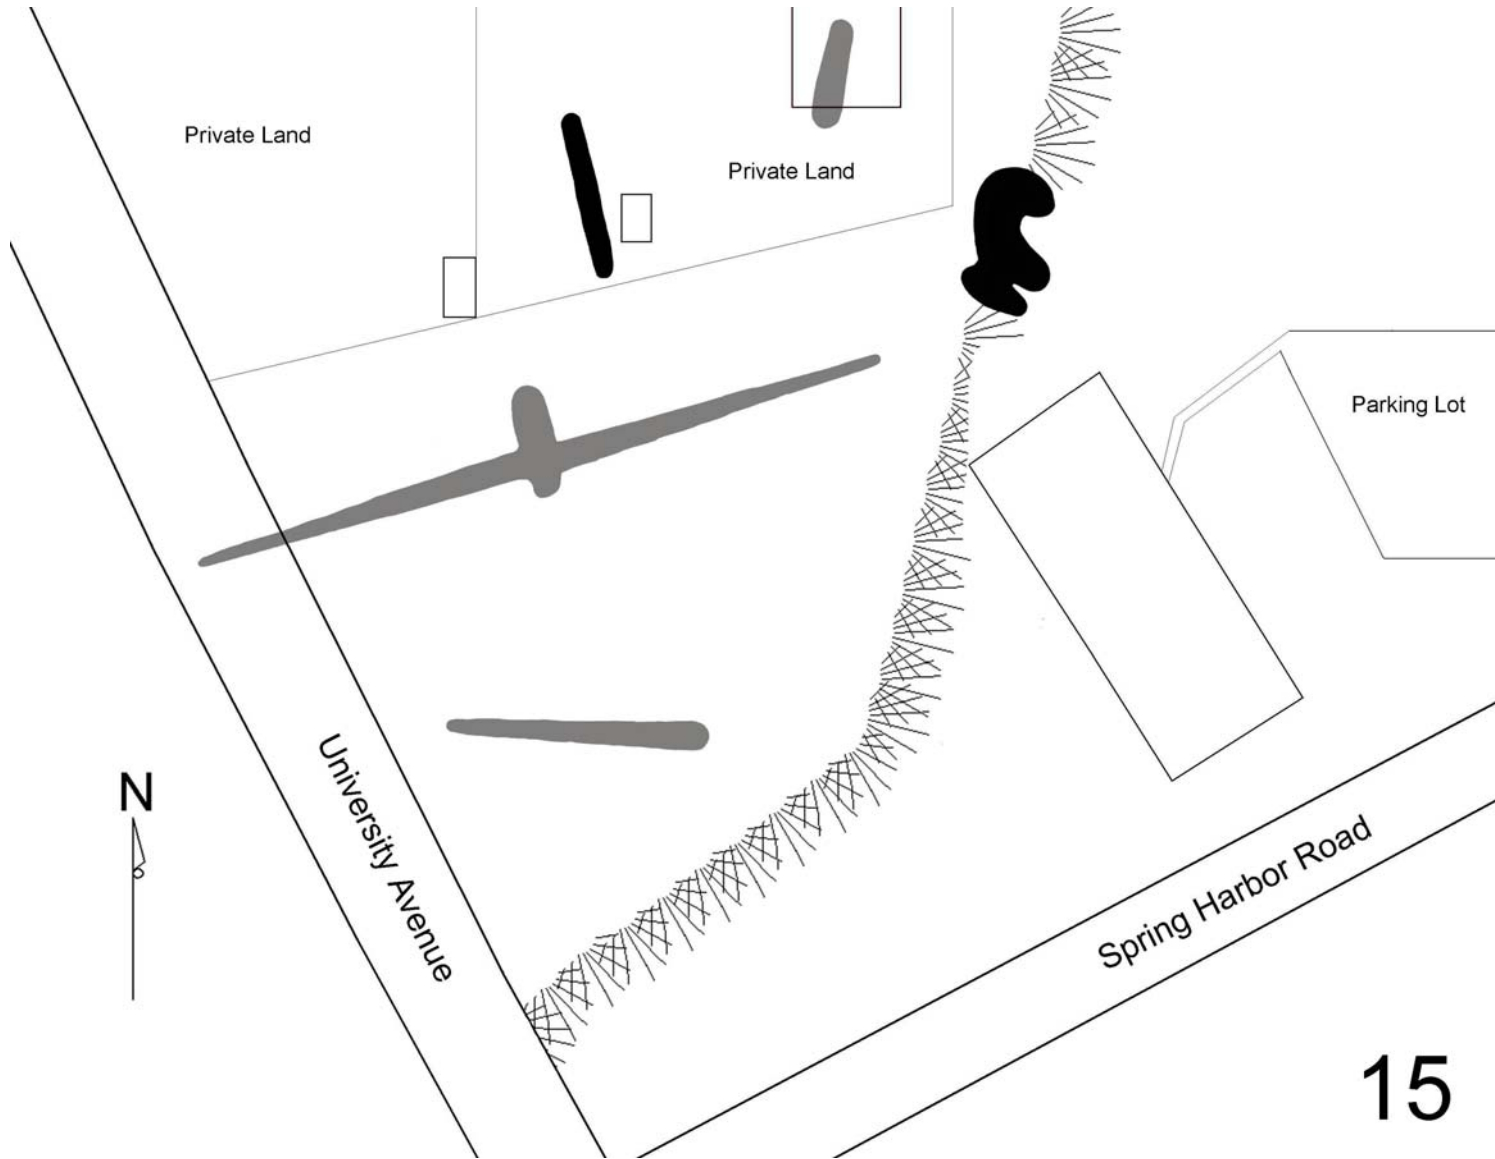 Private Land
Private Land
Parking Lot
University Avenue
N
Spring Harbor Road
15